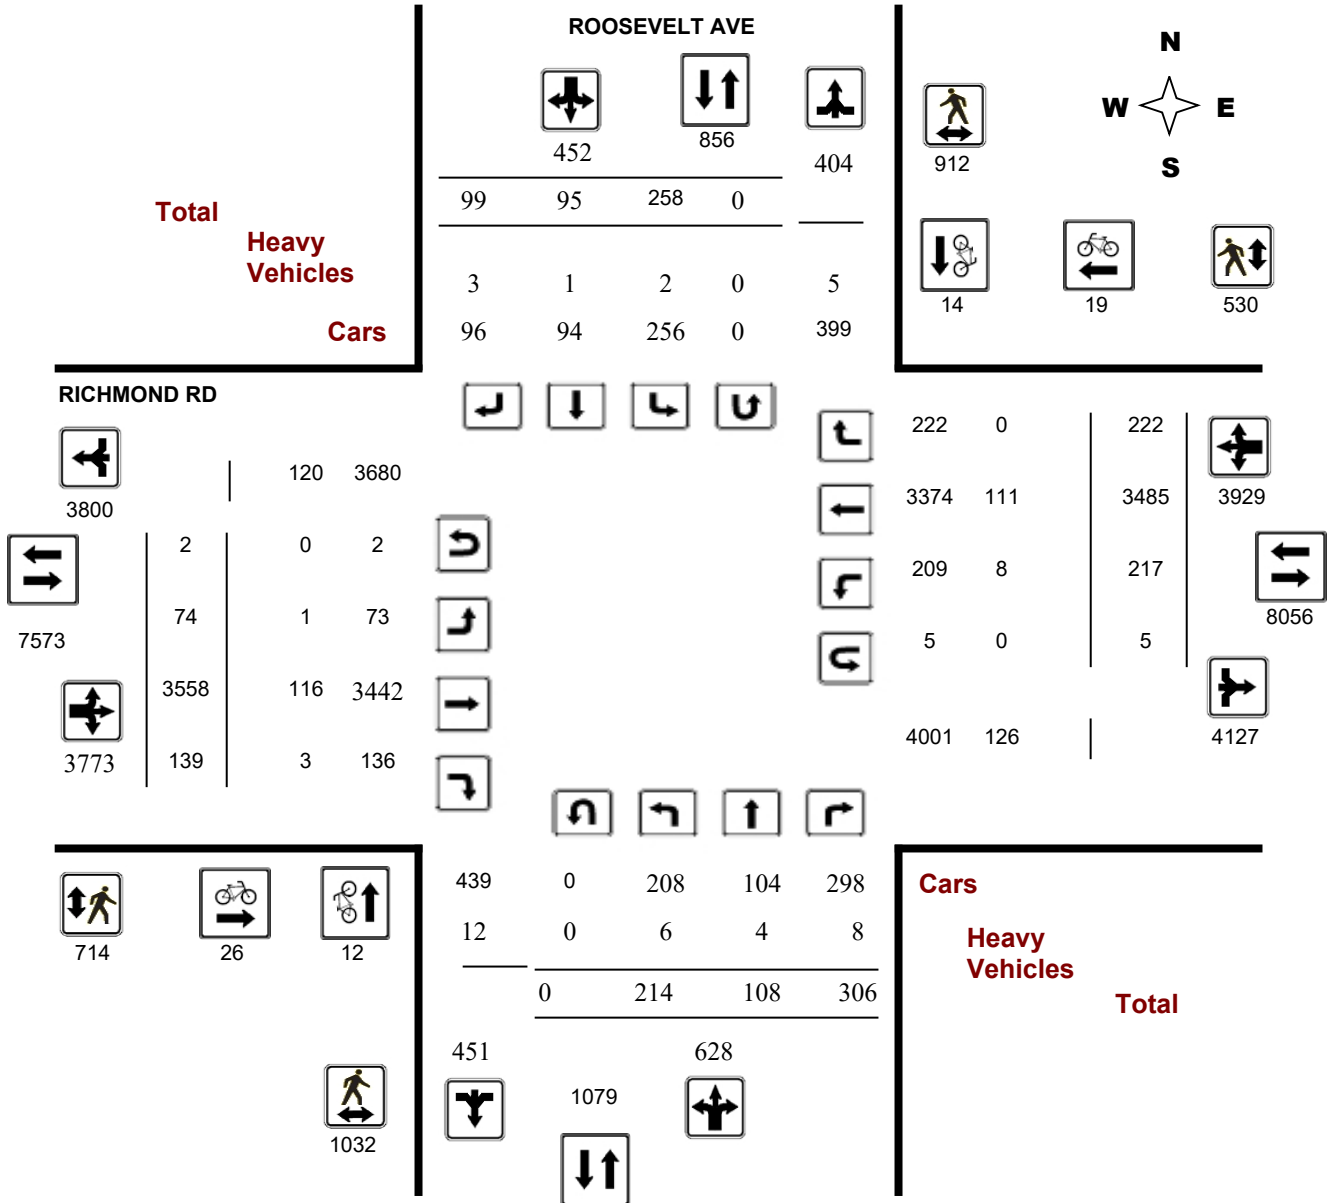 ROOSEVELT AVE
N
W E
S
452 856 404 912
Total 99 95 258 0
Heavy
Vehicles 3 1 2 0 5
Cars 96 94 256 0 399
14 19 530
RICHMOND RD
3800
120 3680
222 0 222
3374 111 3485 3929
2 0 2
209 8 217
7573
74 1 73
5 0 5
8056
3558 116 3442
3773 139 3 136
4001 126 4127
439 0 208 104 298 Cars
12 0 6 4 8 Heavy
Vehicles
714 26 12
0 214 108 306 Total
451 628
1079
1032